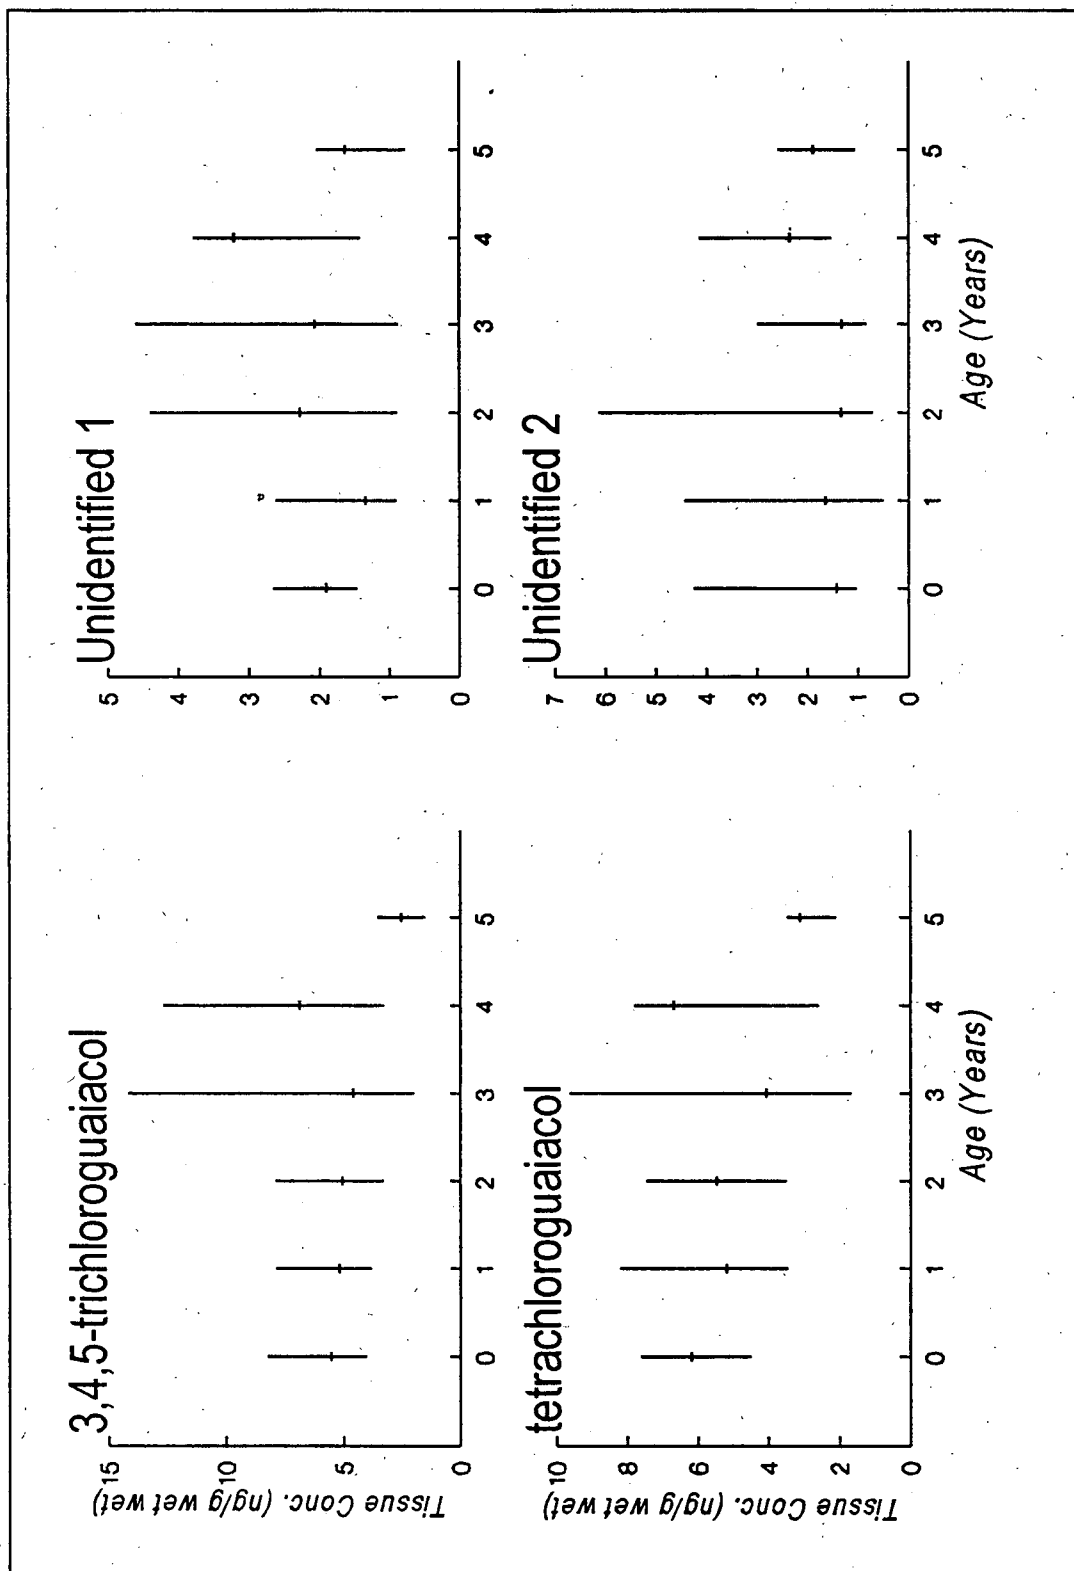 3,4,5-trichloroguaiacol
Tissue Conc. (ng/g wet wet)
15
10
5
0
0 1 2 3 4 5
Unidentified 1
5
4
3
2
1
0
0 1 2 3 4 5
tetrachloroguaiacol
Tissue Conc. (ng/g wet wet)
10
8
6
4
2
0
0 1 2 3 4 5
Age (Years)
Unidentified 2
7
6
5
4
3
2
1
0
0 1 2 3 4 5
Age (Years)